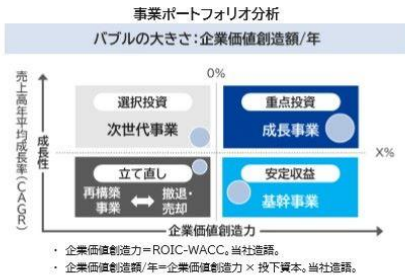 事業ポートフォリオ分析
バブルの大きさ：企業価値創造額/年
0%
選択投資
次世代事業
重点投資
成長事業
売上高年平均成長率（CAGR）
成長性
X%
立て直し
再構築事業 ⇔ 撤退・売却
安定収益
基幹事業
企業価値創造力
・ 企業価値創造力＝ROIC-WACC。当社造語。
・ 企業価値創造額/年＝企業価値創造力 × 投下資本。当社造語。